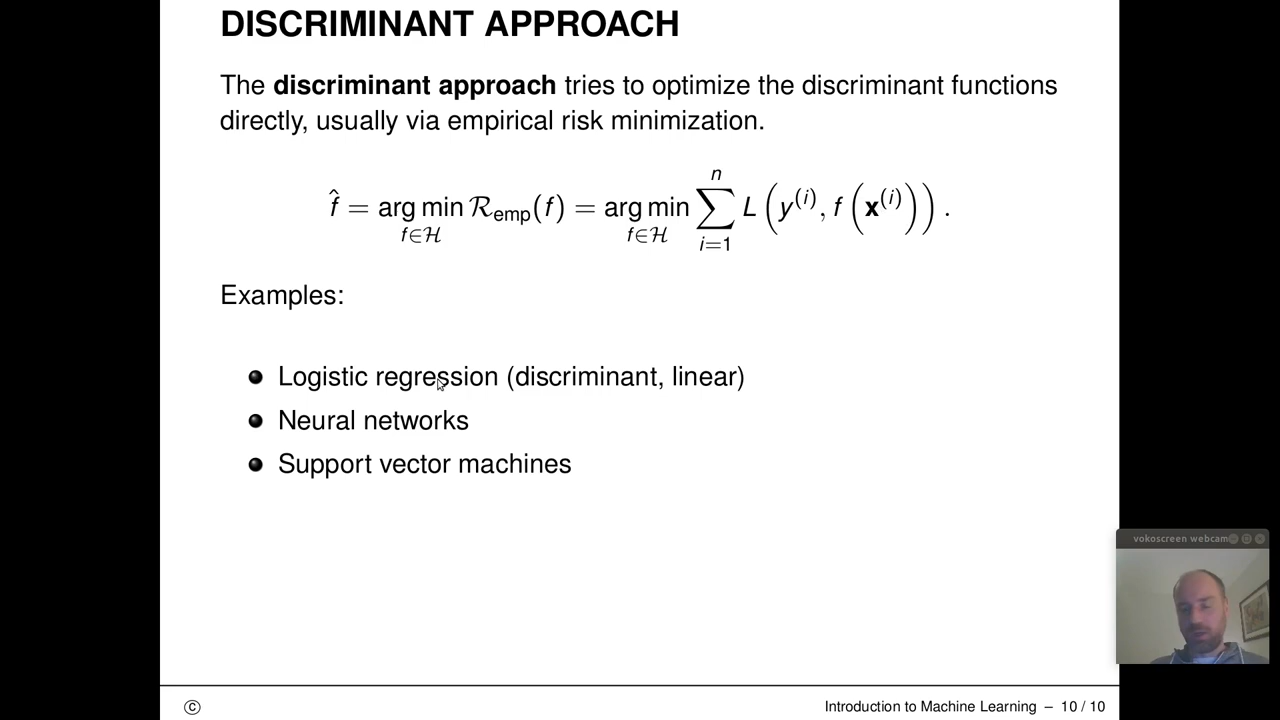 DISCRIMINANT APPROACH
The discriminant approach tries to optimize the discriminant functions
directly, usually via empirical risk minimization.
f̂ = arg min_{f∈ℋ} ℛ_emp(f) = arg min_{f∈ℋ} ∑_{i=1}^{n} L(y^{(i)}, f(x^{(i)})).
Examples:
Logistic regression (discriminant, linear)
Neural networks
Support vector machines
vokoscreen webcam
© Introduction to Machine Learning – 10 / 10